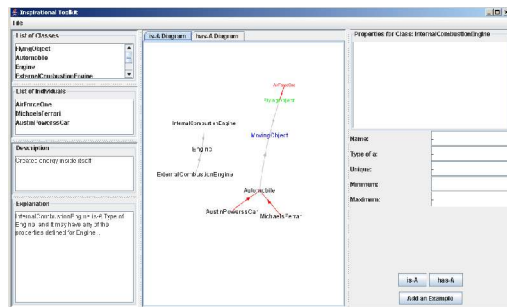 Inspirational Toolkit
File
List of Classes
FlyingObject
Automobile
Engine
ExternalCombustionEngine
List of Individuals
AirForceOne
MichaelsFerrari
AustinPowerssCar
Description
Created energy inside itself
Explanation
InternalCombustionEngine is-A Type of
Engine, and it may have any of the
properties defined for Engine.
is-A Diagram
has-A Diagram
AirForceOne
FlyingObject
InternalCombustionEngine
MovingObject
Engine
ExternalCombustionEngine
Automobile
AustinPowerssCar
MichaelsFerrari
Properties for Class: InternalCombustionEngine
Name:
Type of a:
Unique:
Minimum:
Maximum:
is-A
has-A
Add an Example